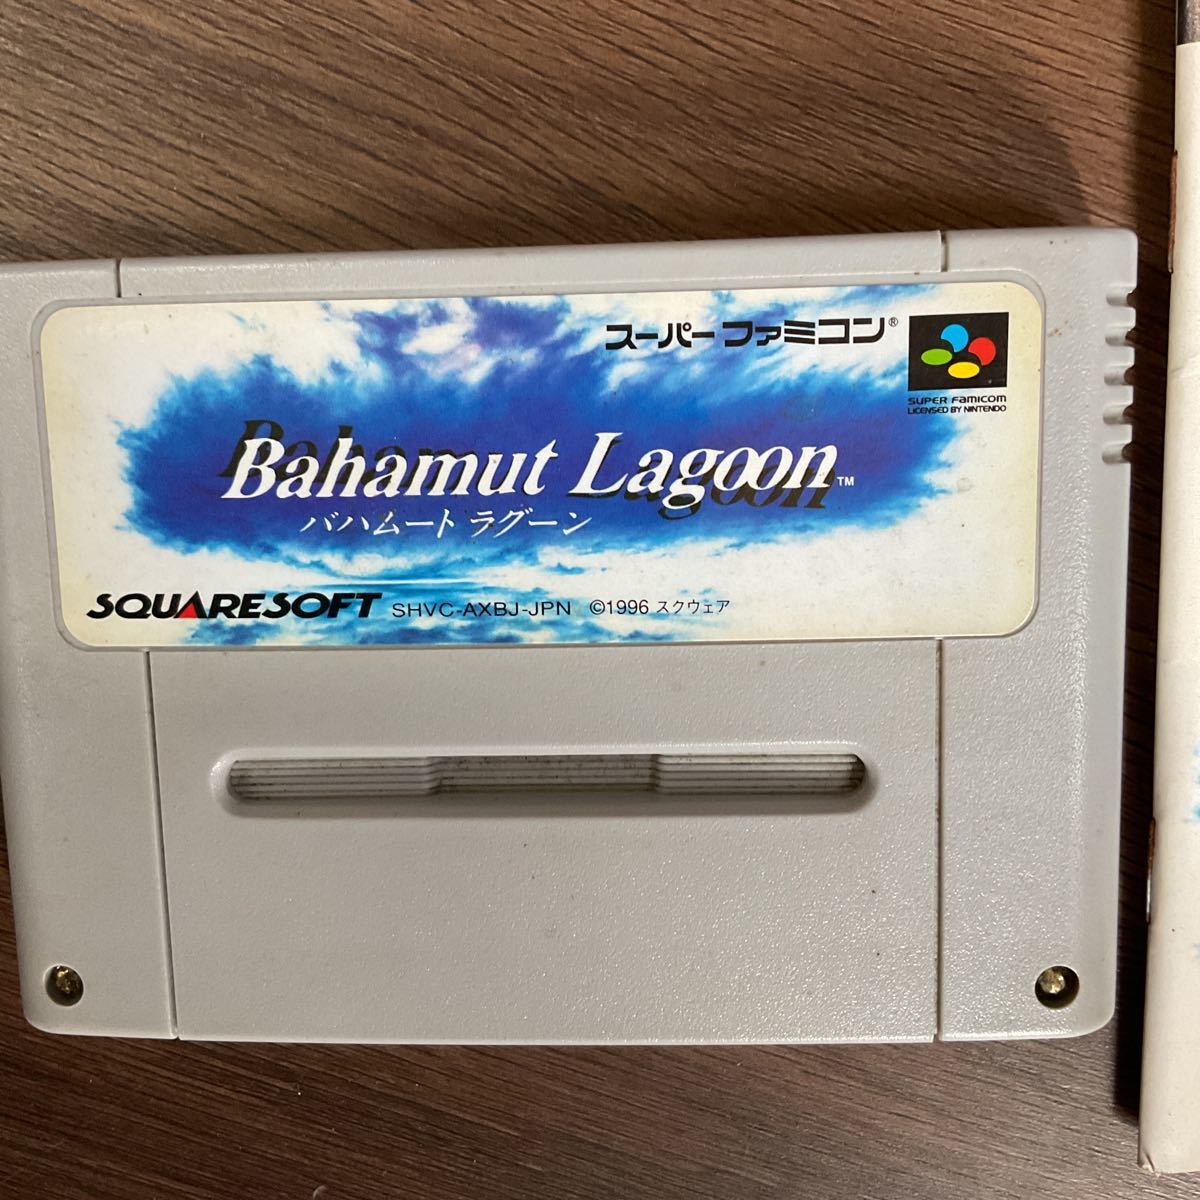 スーパーファミコン®
SUPER FAMICOM
LICENSED BY NINTENDO
Bahamut Lagoon™
バハムート ラグーン
SQUARESOFT SHVC-AXBJ-JPN ©1996 スクウェア